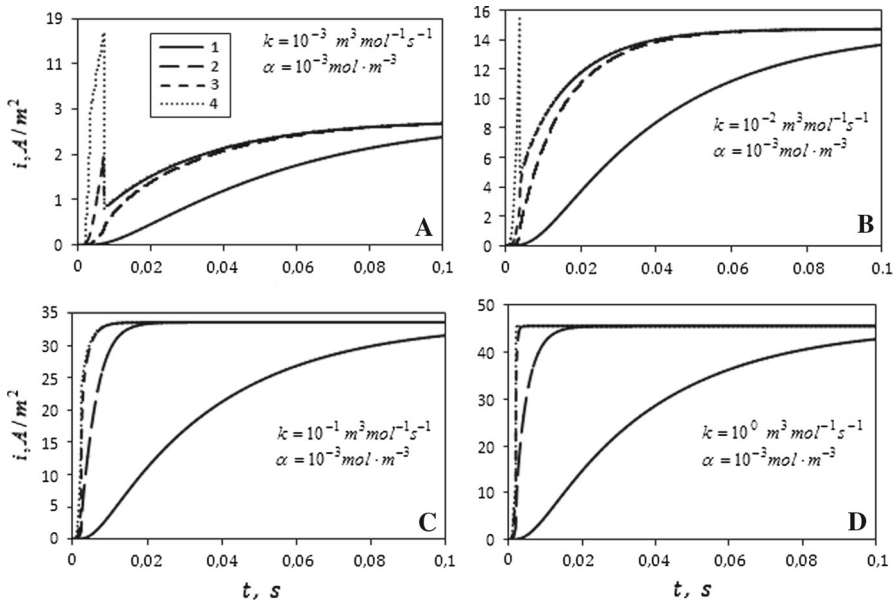 19
11
3
2
1
0
i, A/m²
1
2
3
4
k = 10⁻³ m³mol⁻¹s⁻¹
α = 10⁻³mol · m⁻³
A
0 0,02 0,04 0,06 0,08 0,1
16
14
12
10
8
6
4
2
0
i, A/m²
k = 10⁻² m³mol⁻¹s⁻¹
α = 10⁻³mol · m⁻³
B
0 0.02 0.04 0.06 0.08 0.1
35
30
25
20
15
10
5
0
i, A/m²
k = 10⁻¹ m³mol⁻¹s⁻¹
α = 10⁻³mol · m⁻³
C
0 0,02 0,04 0,06 0,08 0,1
t, s
50
40
30
20
10
0
k = 10⁰ m³mol⁻¹s⁻¹
α = 10⁻³mol · m⁻³
D
0 0,02 0,04 0,06 0,08 0,1
t, s